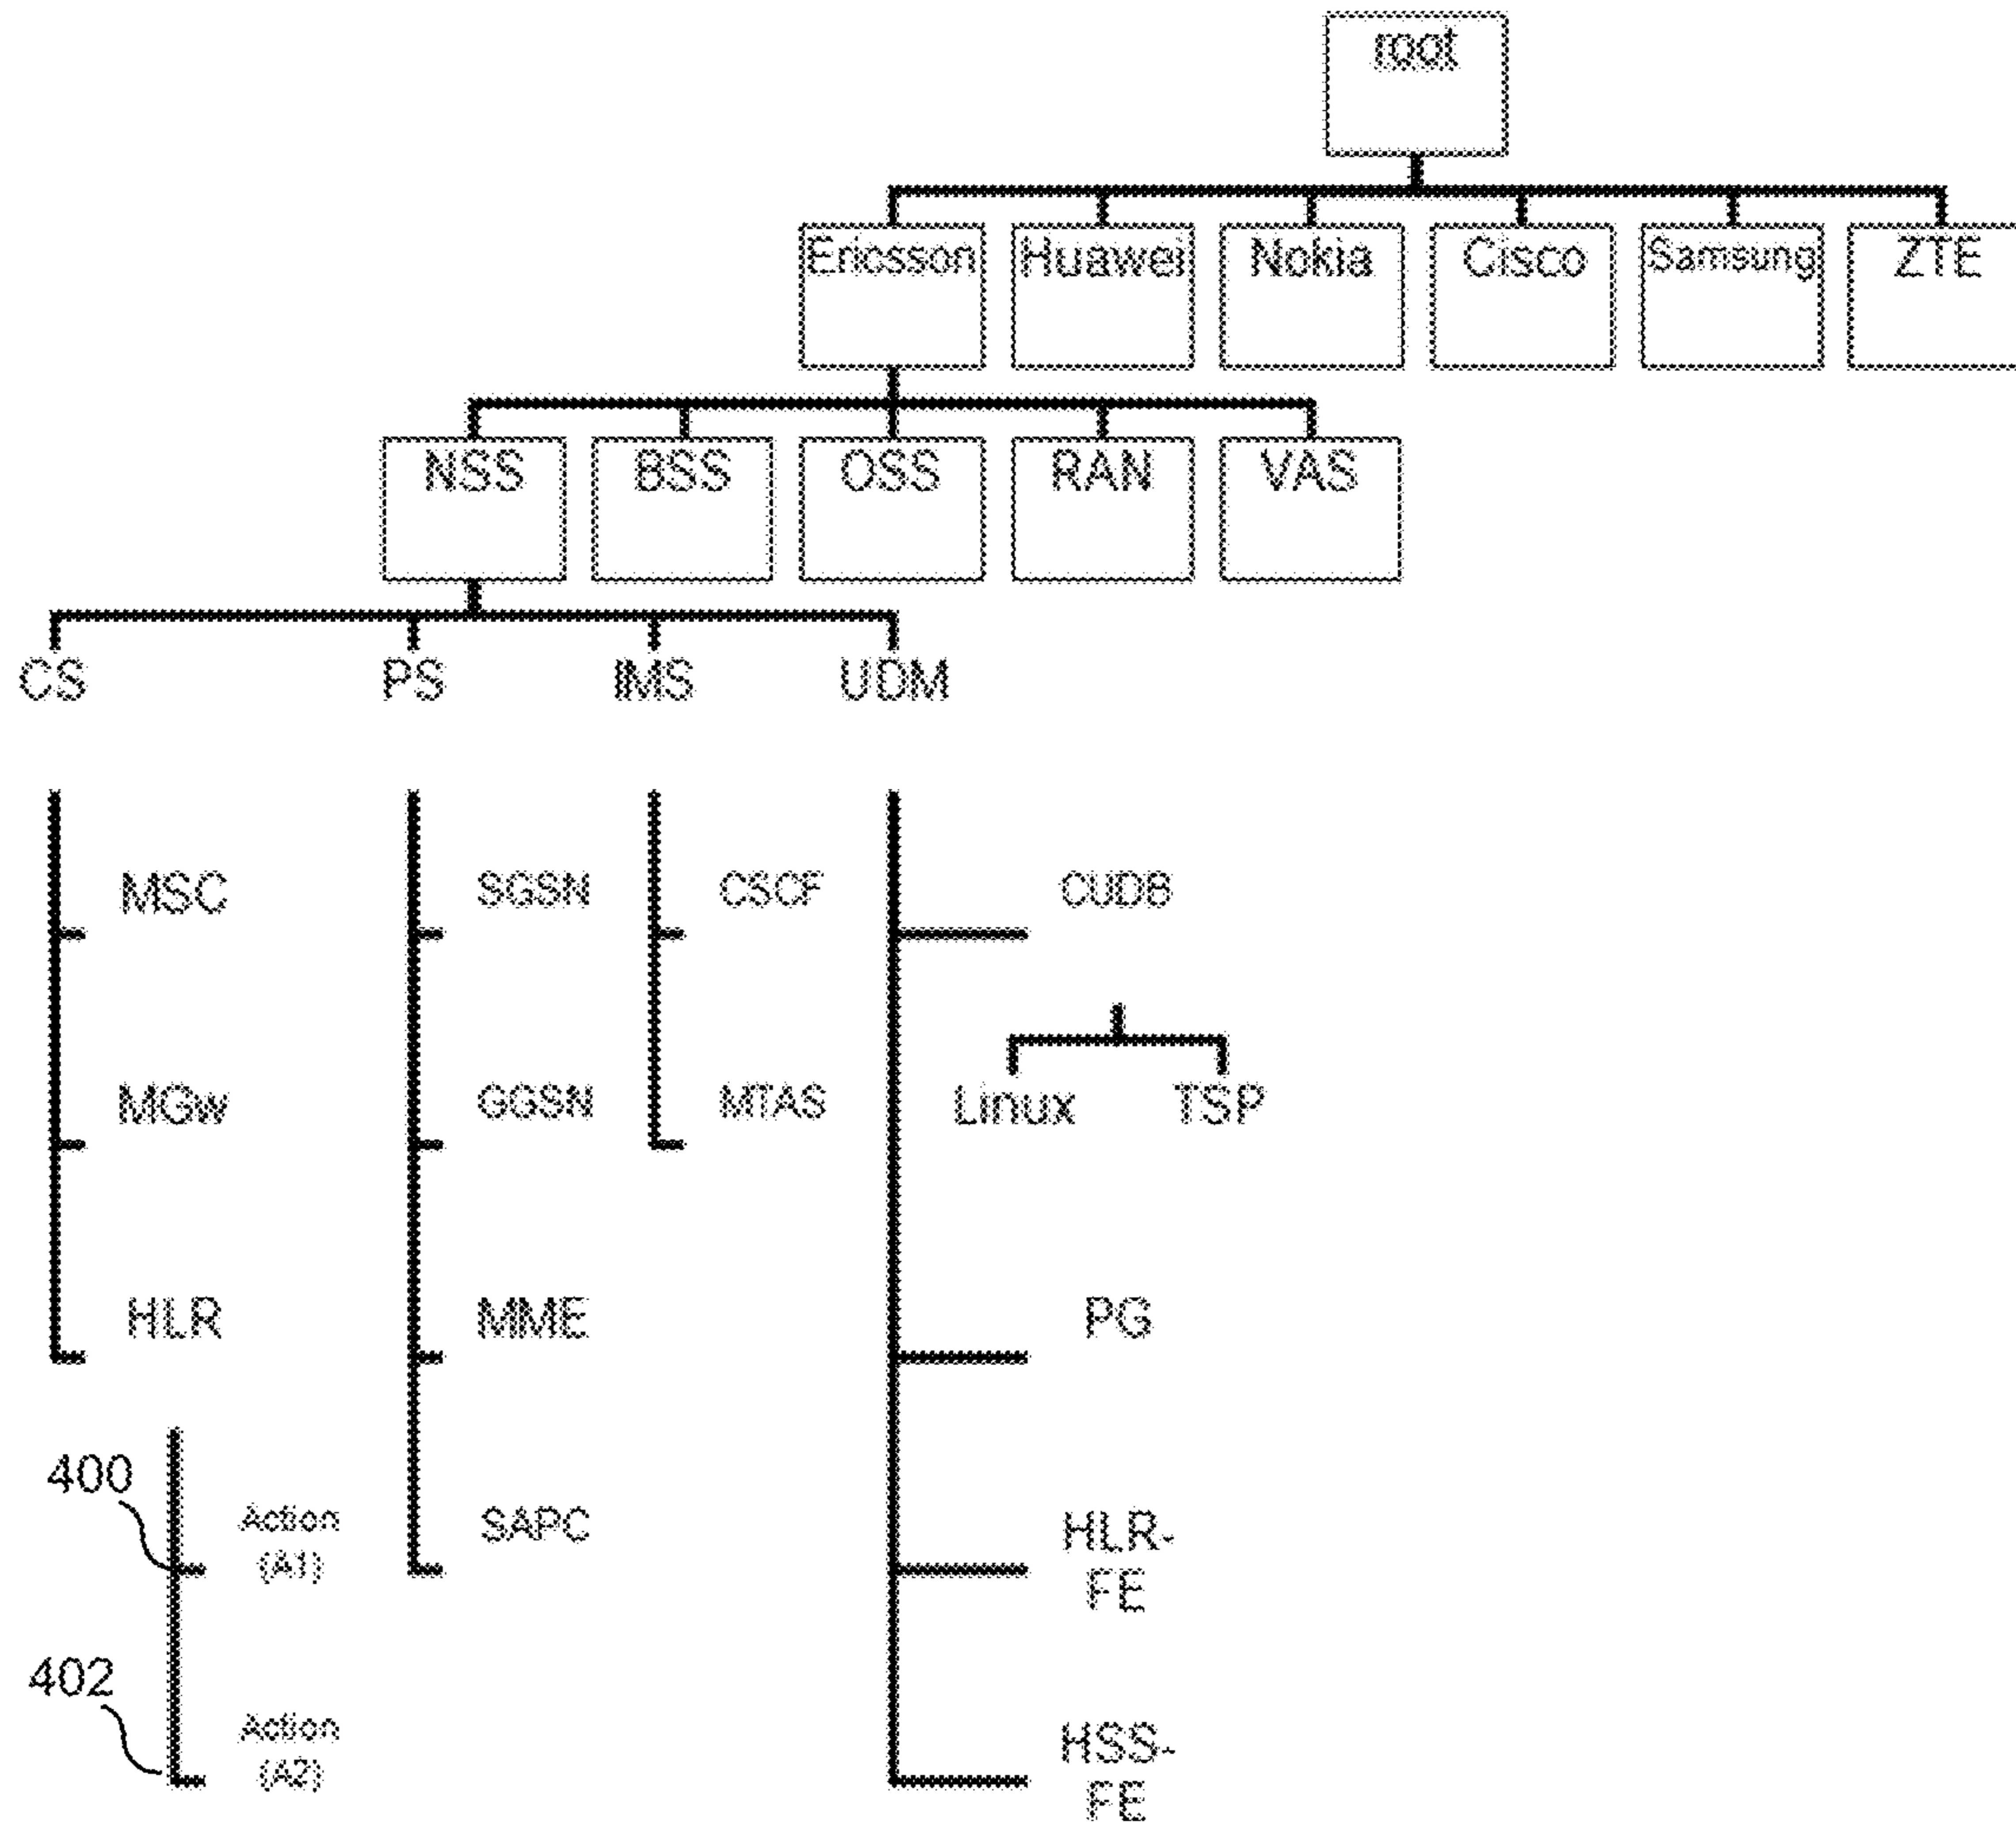 root
Ericsson
Huawei
Nokia
Cisco
Samsung
ZTE
NSS
BSS
OSS
RAN
VAS
CS
PS
IMS
UDM
MSC
SGSN
CSCF
CUDB
MGw
GGSN
MTAS
Linux
TSP
HLR
MME
PG
400
Action
(A1)
SAPC
HLR-
FE
402
Action
(A2)
HSS-
FE